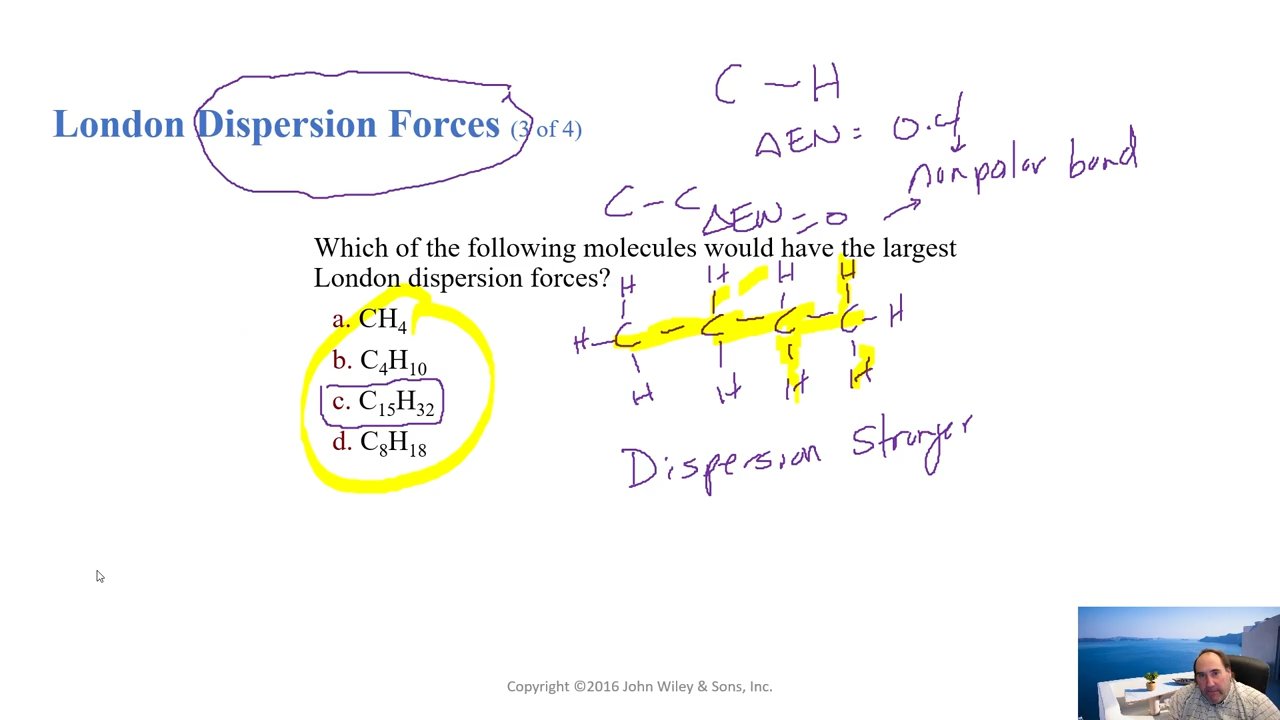 London Dispersion Forces (3 of 4)
C - H
ΔEN = 0.4
nonpolar bond
C - C ΔEN = 0
Which of the following molecules would have the largest
London dispersion forces?
a. CH4
b. C4H10
c. C15H32
d. C8H18
H H H H
H - C - C - C - C - H
H H H H
Dispersion Stronger
Copyright ©2016 John Wiley & Sons, Inc.